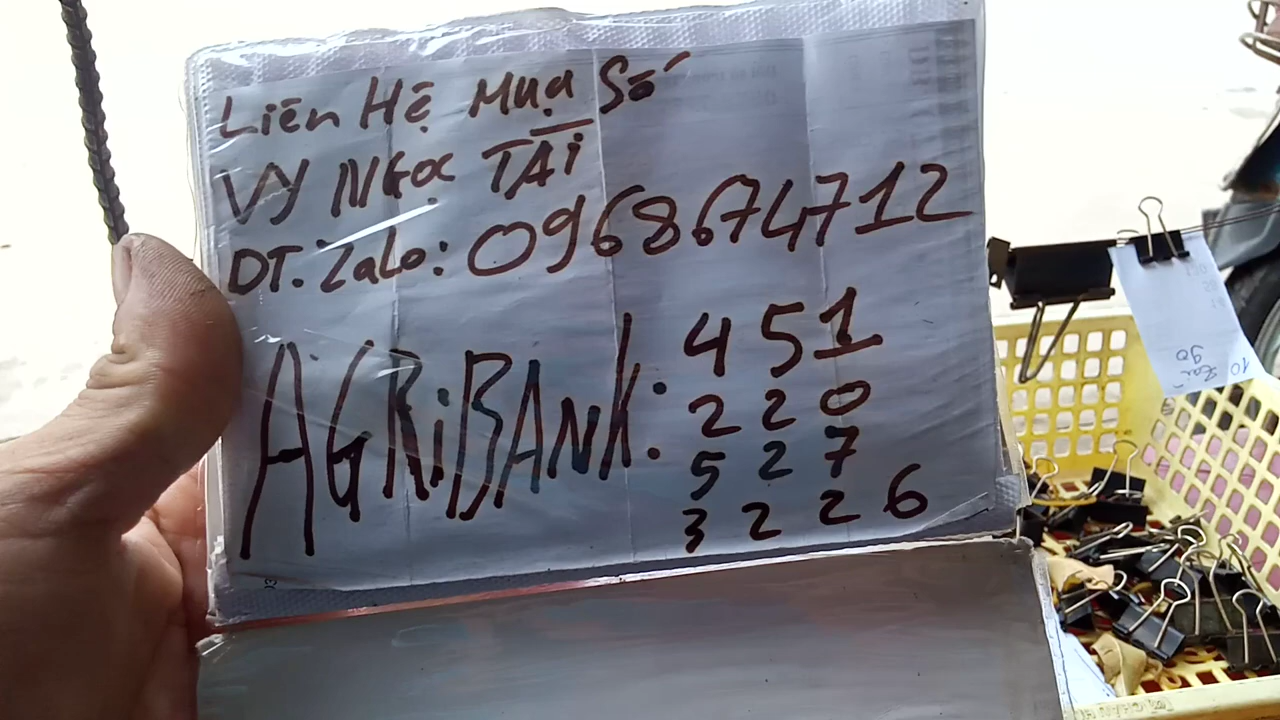 Liên Hệ Mua Số
Vy Ngọc TÀi
DT. Zalo: 0968674712
AGRiBANK: 451
220
527
3226